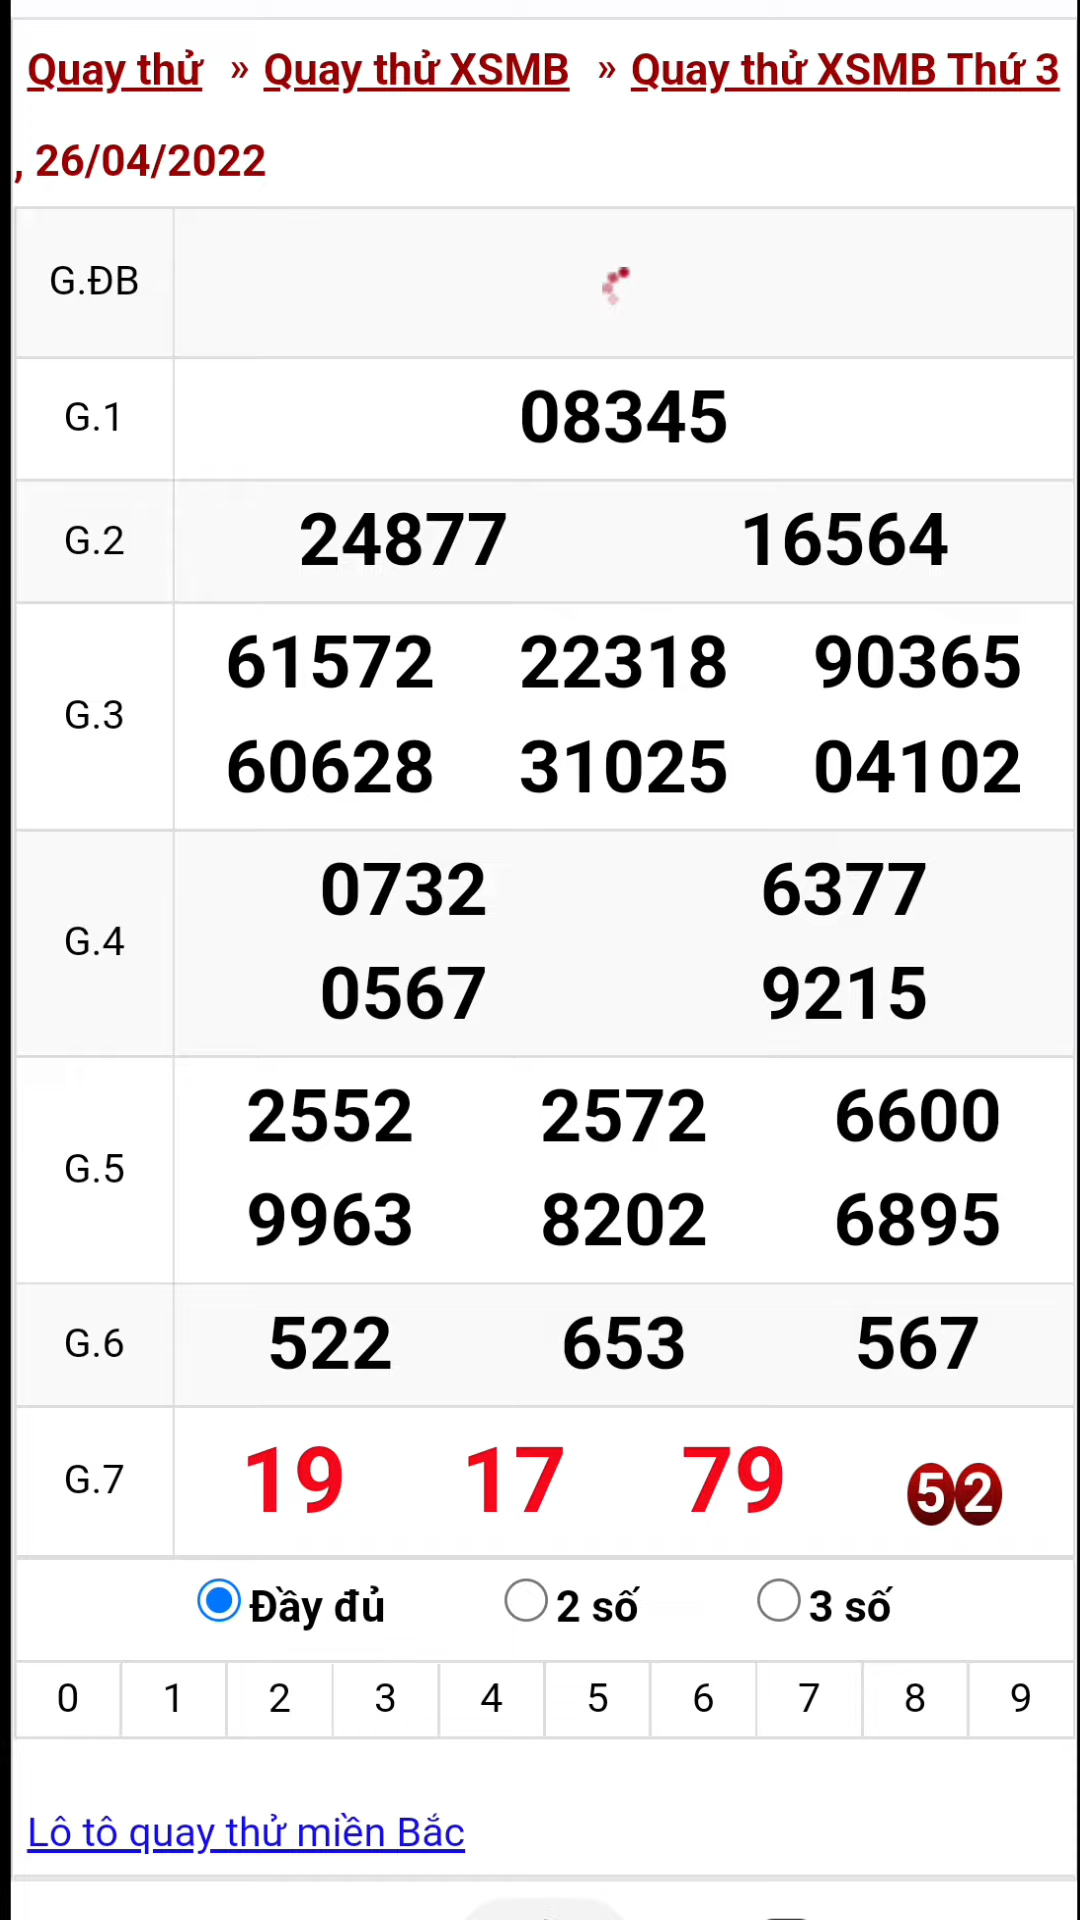 Quay thử » Quay thử XSMB » Quay thử XSMB Thứ 3
, 26/04/2022
G.ĐB
G.1 08345
G.2 24877 16564
G.3 61572 22318 90365
60628 31025 04102
G.4 0732 6377
0567 9215
G.5 2552 2572 6600
9963 8202 6895
G.6 522 653 567
G.7 19 17 79 52
Đầy đủ 2 số 3 số
0 1 2 3 4 5 6 7 8 9
Lô tô quay thử miền Bắc